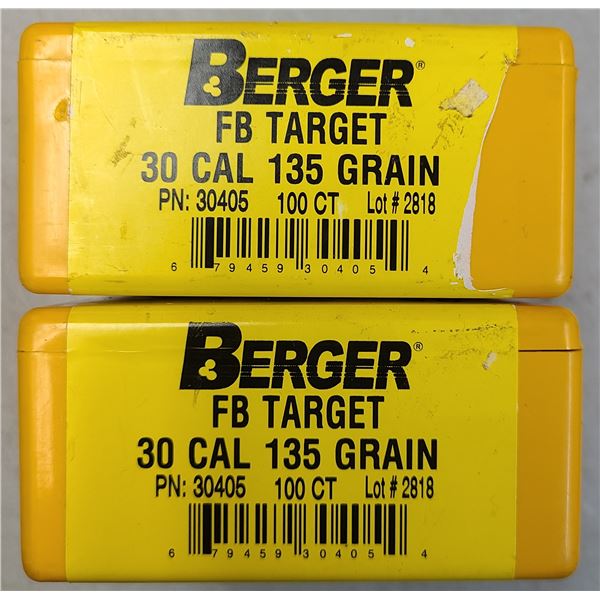 BERGER®
FB TARGET
30 CAL 135 GRAIN
PN: 30405 100 CT Lot # 2818
6 79459 30405 4
BERGER®
FB TARGET
30 CAL 135 GRAIN
PN: 30405 100 CT Lot # 2818
6 79459 30405 4